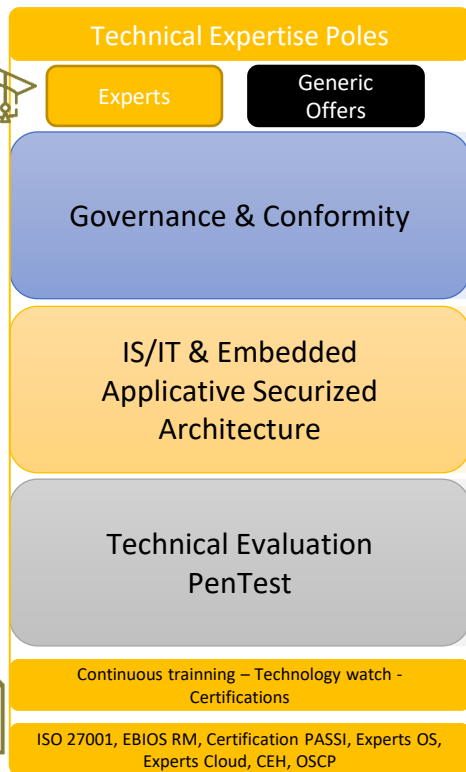 Technical Expertise Poles
Experts
Generic
Offers
Governance & Conformity
IS/IT & Embedded
Applicative Securized
Architecture
Technical Evaluation
PenTest
Continuous trainning – Technology watch -
Certifications
ISO 27001, EBIOS RM, Certification PASSI, Experts OS,
Experts Cloud, CEH, OSCP